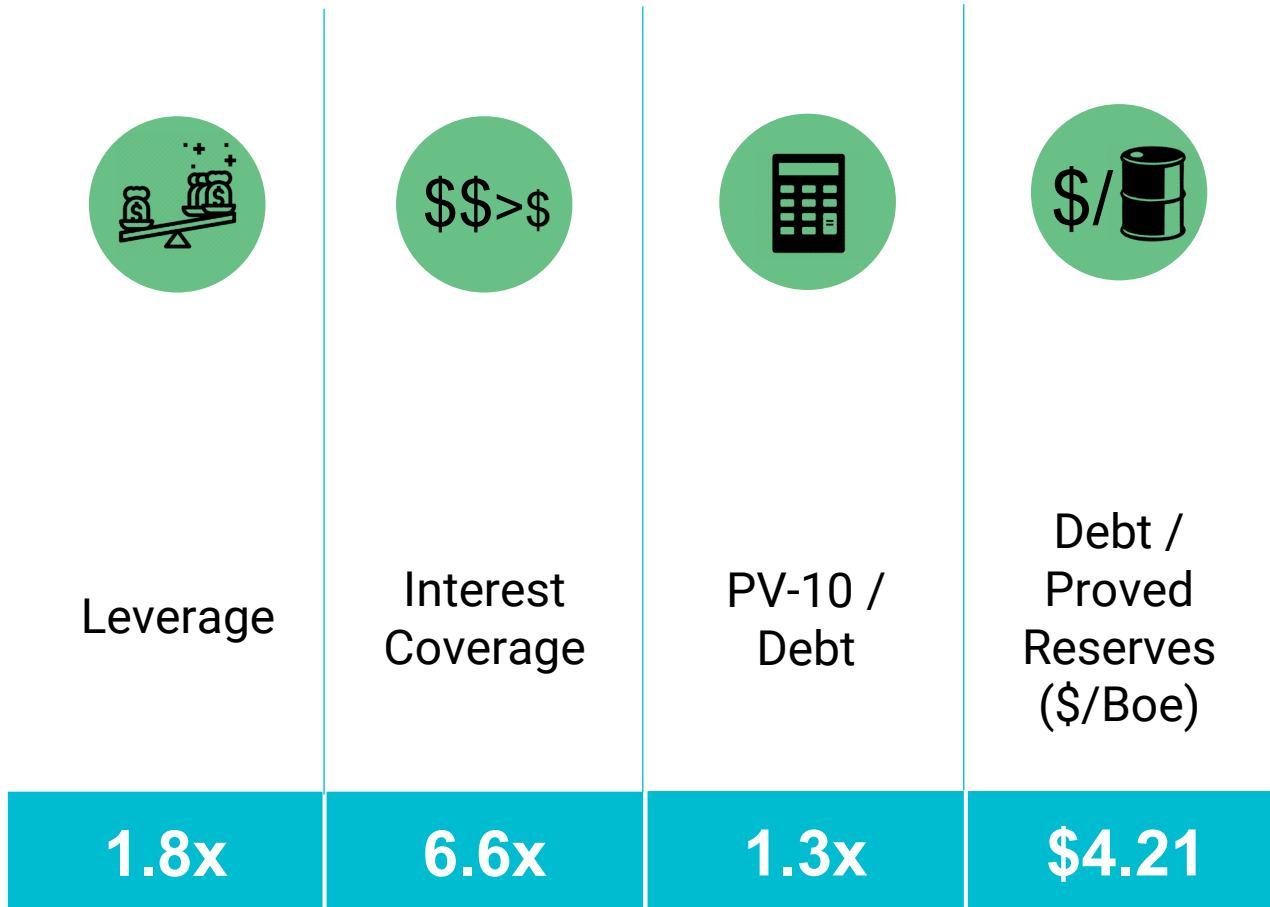 $$>$
$/
Leverage
Interest
Coverage
PV-10 /
Debt
Debt /
Proved
Reserves
($/Boe)
1.8x
6.6x
1.3x
$4.21